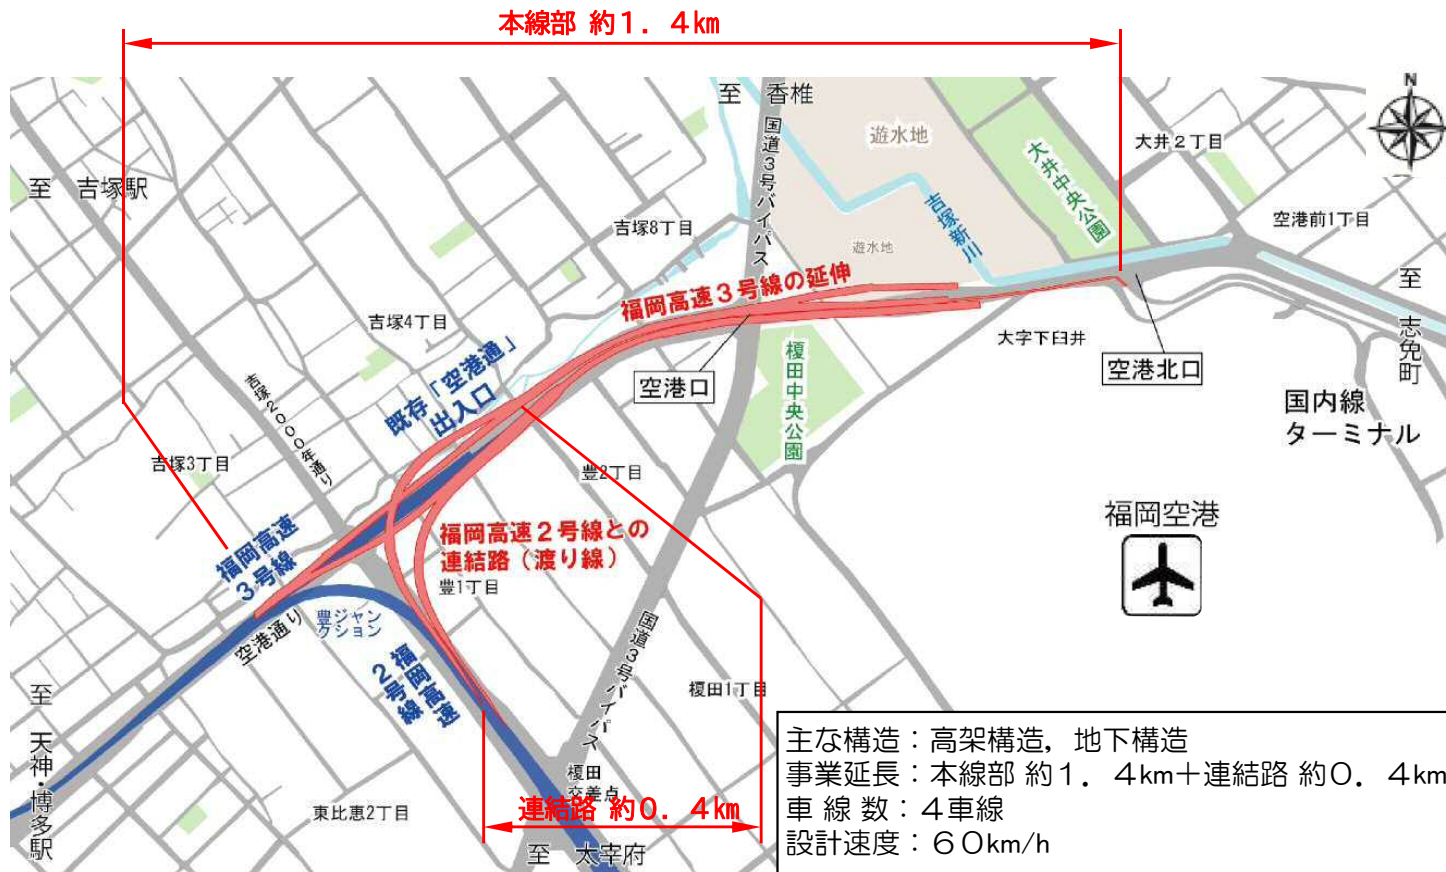 本線部 約1．4㎞
N
至 香椎
国道3号バイパス
遊水地
大井中央公園
大井２丁目
至 吉塚駅
吉塚8丁目
吉塚新川
空港前1丁目
遊水地
至 志免町
福岡高速３号線の延伸
吉塚4丁目
大字下臼井
既存「空港通」
出入口
榎田中央公園
空港口
空港北口
吉塚2000年通り
国内線
ターミナル
吉塚3丁目
豊2丁目
福岡空港
福岡高速
3号線
福岡高速２号線との
連結路（渡り線）
豊1丁目
豊ジャン
クション
空港通り
国道3号バイパス
福岡高速
2号線
榎田1丁目
至 天神・博多駅
榎田
交差点
東比恵2丁目
連結路 約0．4㎞
至 太宰府
主な構造：高架構造，地下構造
事業延長：本線部 約１．４km＋連結路 約０．４km
車 線 数：４車線
設計速度：６０km/h